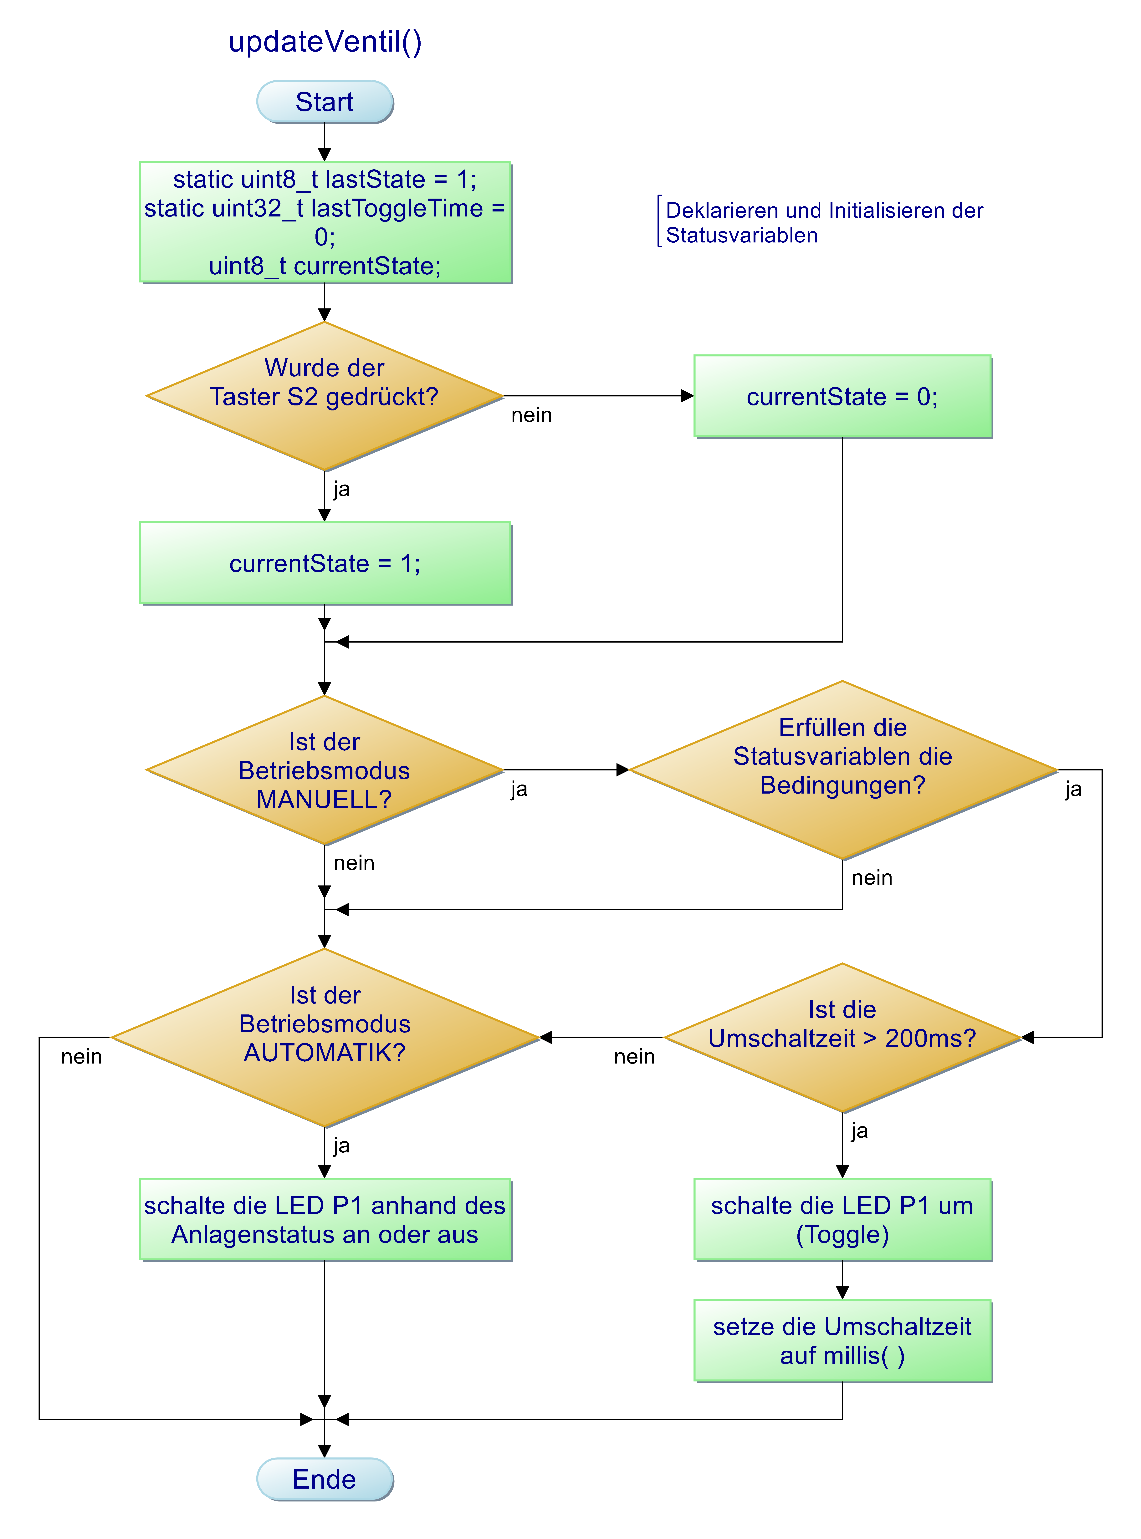 updateVentil()
Start
static uint8_t lastState = 1;
static uint32_t lastToggleTime =
0;
uint8_t currentState;
Deklarieren und Initialisieren der
Statusvariablen
Wurde der
Taster S2 gedrückt?
nein
currentState = 0;
ja
currentState = 1;
Ist der
Betriebsmodus
MANUELL?
ja
nein
Erfüllen die
Statusvariablen die
Bedingungen?
ja
nein
Ist der
Betriebsmodus
AUTOMATIK?
nein
ja
Ist die
Umschaltzeit > 200ms?
nein
ja
schalte die LED P1 anhand des
Anlagenstatus an oder aus
schalte die LED P1 um
(Toggle)
setze die Umschaltzeit
auf millis( )
Ende